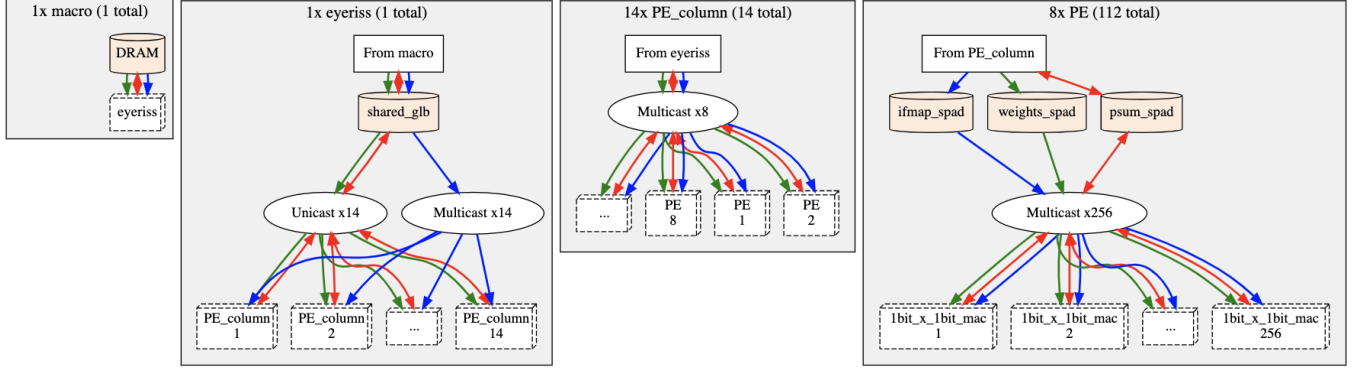 1x macro (1 total)
DRAM
eyeriss
1x eyeriss (1 total)
From macro
shared_glb
Unicast x14
Multicast x14
PE_column
1
PE_column
2
...
PE_column
14
14x PE_column (14 total)
From eyeriss
Multicast x8
...
PE
8
PE
1
PE
2
8x PE (112 total)
From PE_column
ifmap_spad
weights_spad
psum_spad
Multicast x256
1bit_x_1bit_mac
1
1bit_x_1bit_mac
2
...
1bit_x_1bit_mac
256